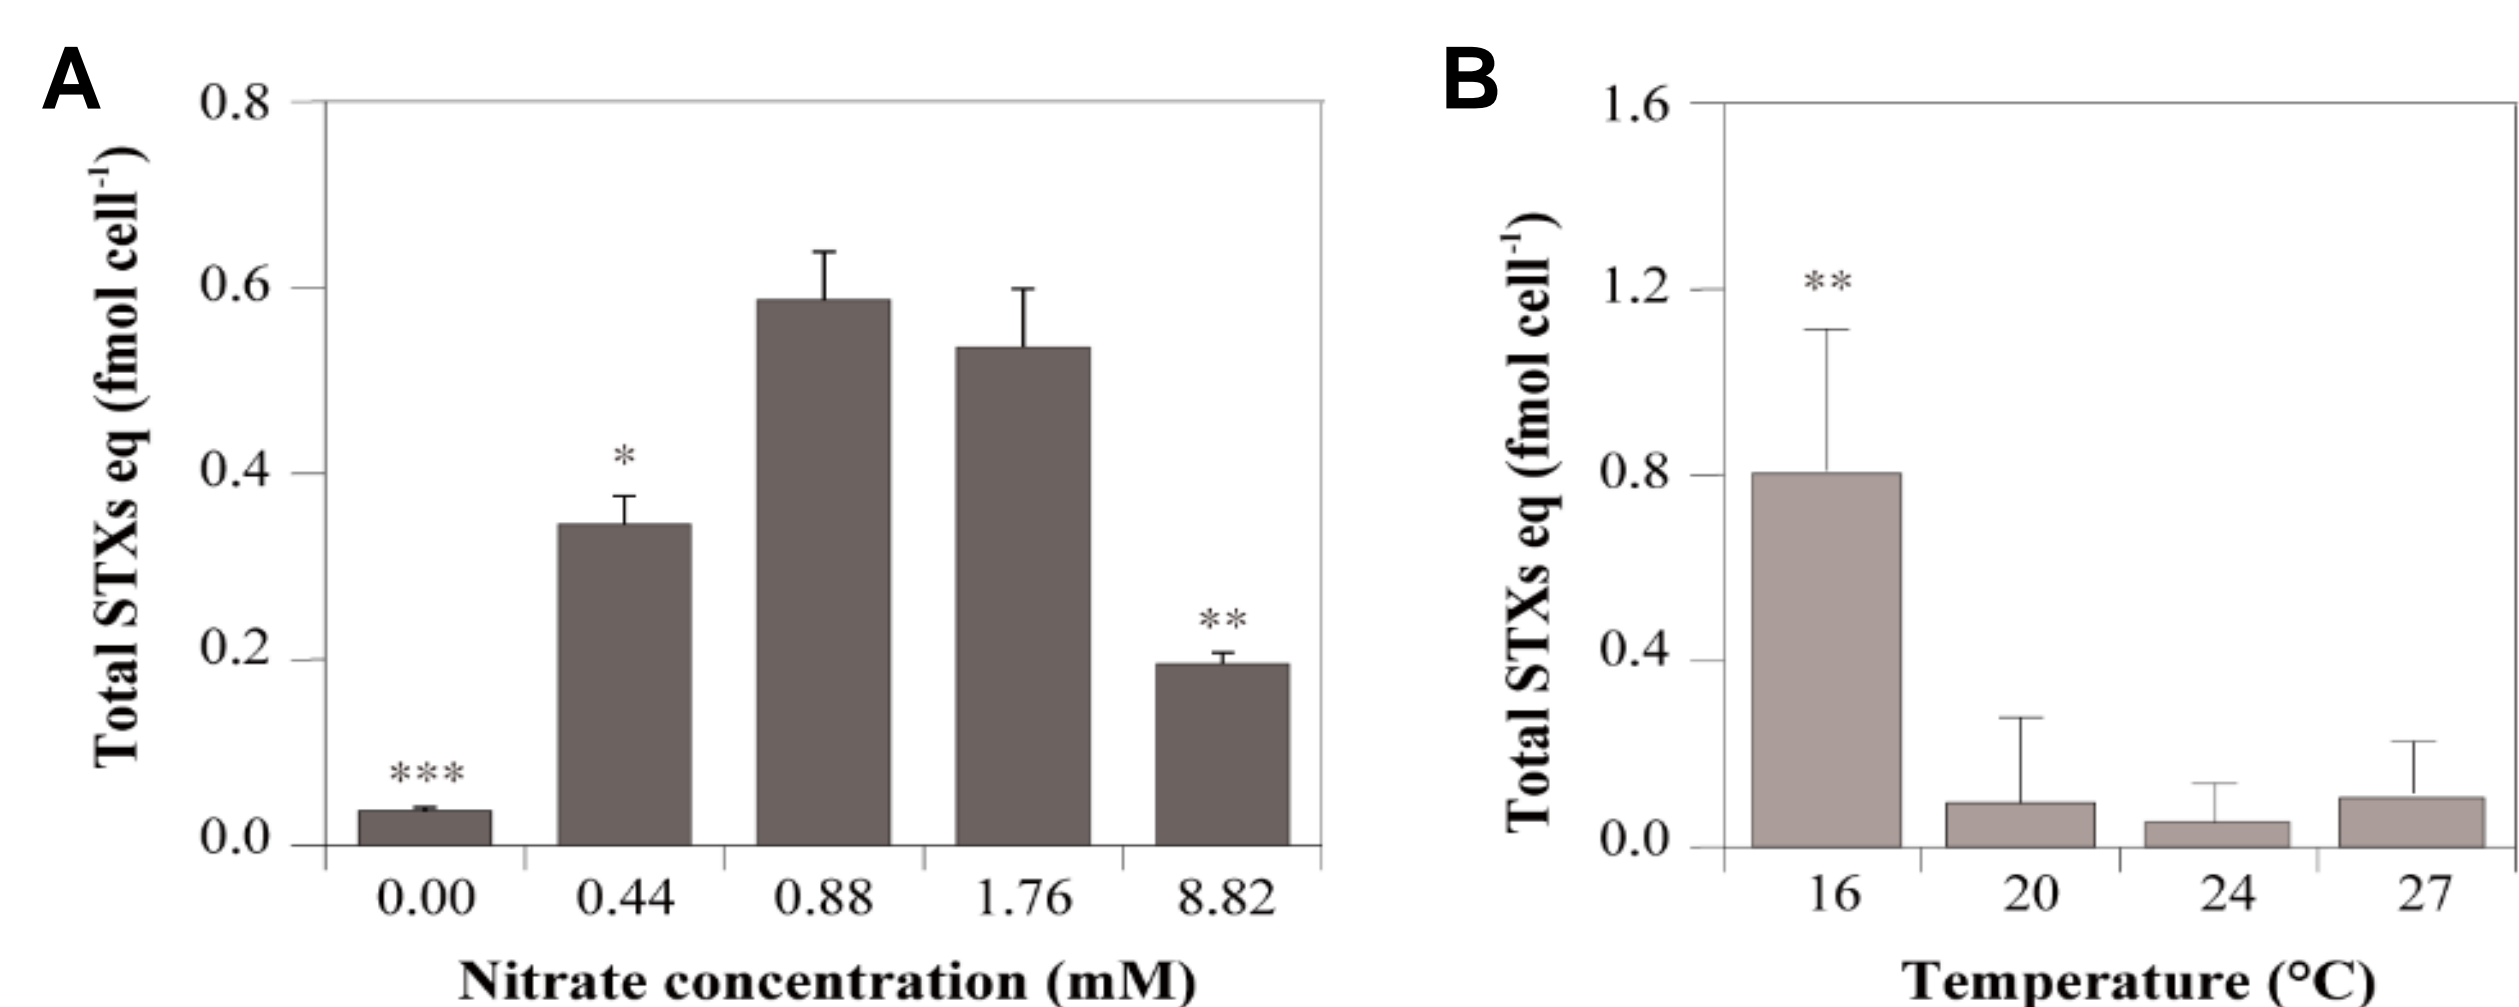 A
Total STXs eq (fmol cell-1)
0.8
0.6
0.4
0.2
0.0
***
*
**
0.00 0.44 0.88 1.76 8.82
Nitrate concentration (mM)
B
Total STXs eq (fmol cell-1)
1.6
1.2
0.8
0.4
0.0
**
16 20 24 27
Temperature (°C)